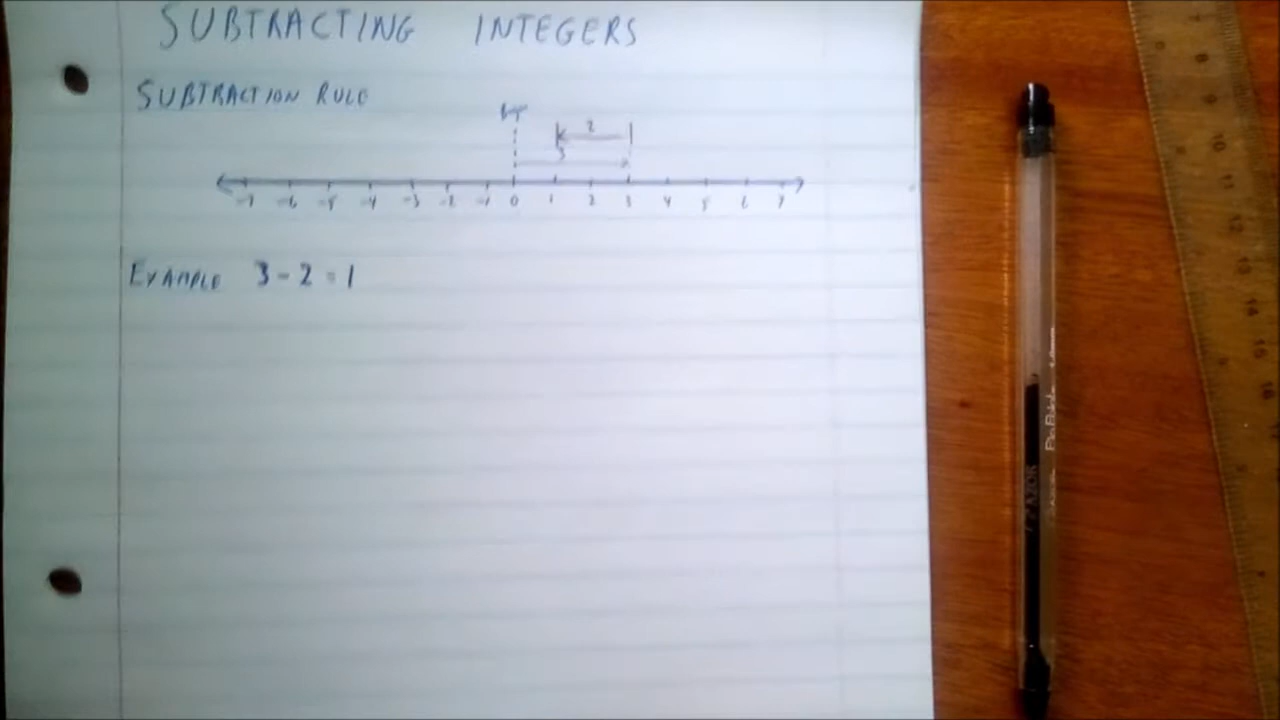 SUBTRACTING INTEGERS
SUBTRACTION RULE
2
3
-7 -6 -5 -4 -3 -2 -1 0 1 2 3 4 5 6 7
EXAMPLE 3 - 2 = 1